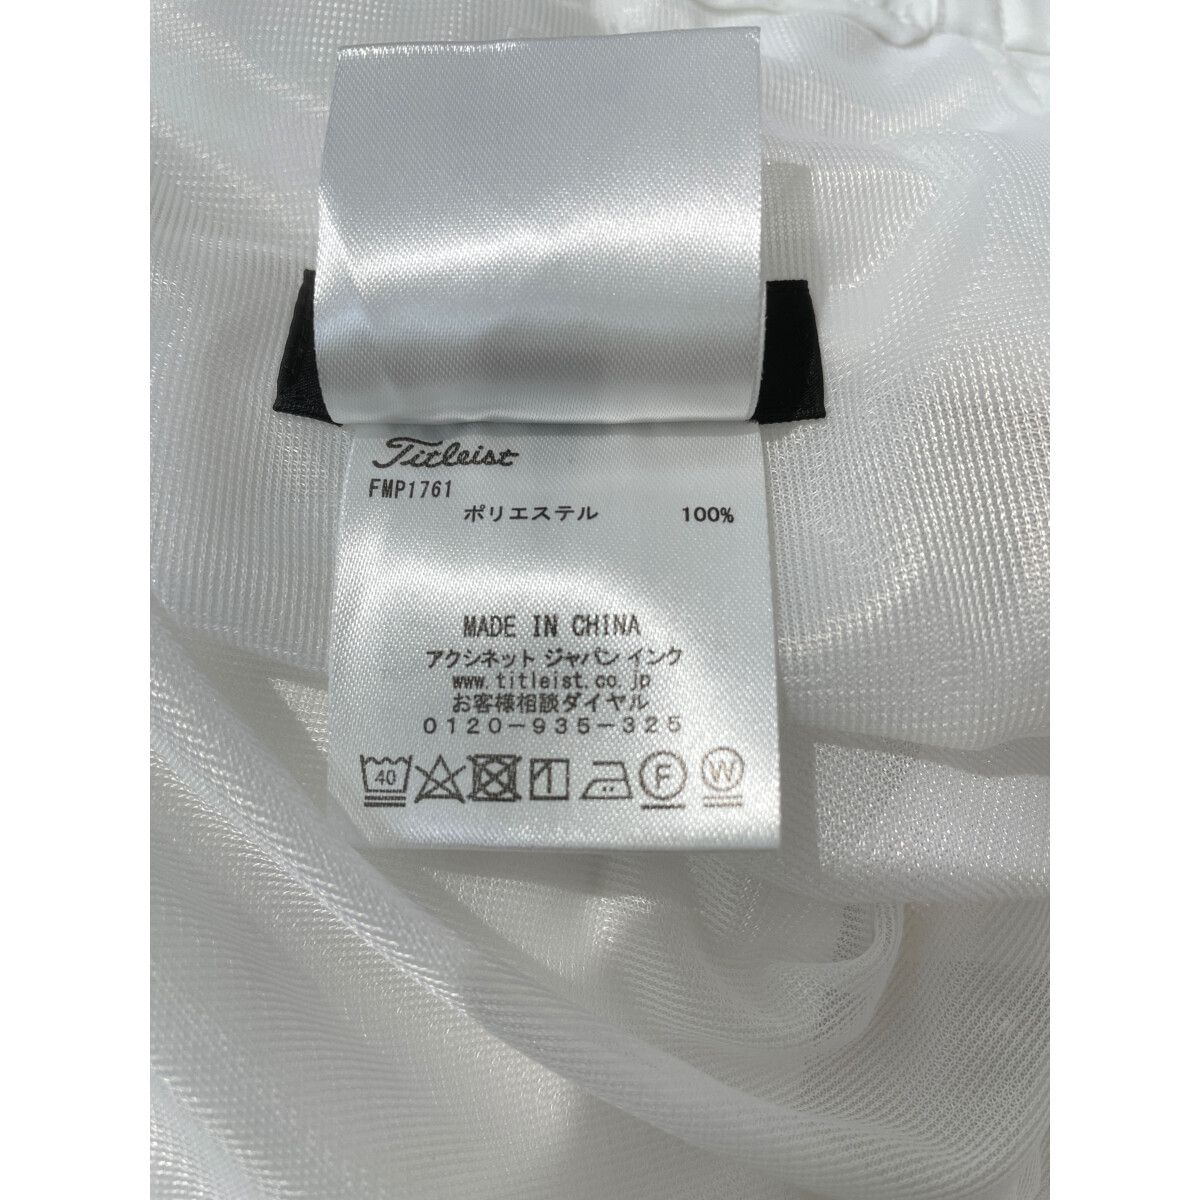 Titleist
FMP1761
ポリエステル 100%
MADE IN CHINA
アクシネット ジャパン インク
www.titleist.co.jp
お客様相談ダイヤル
0120-935-325
40 F W